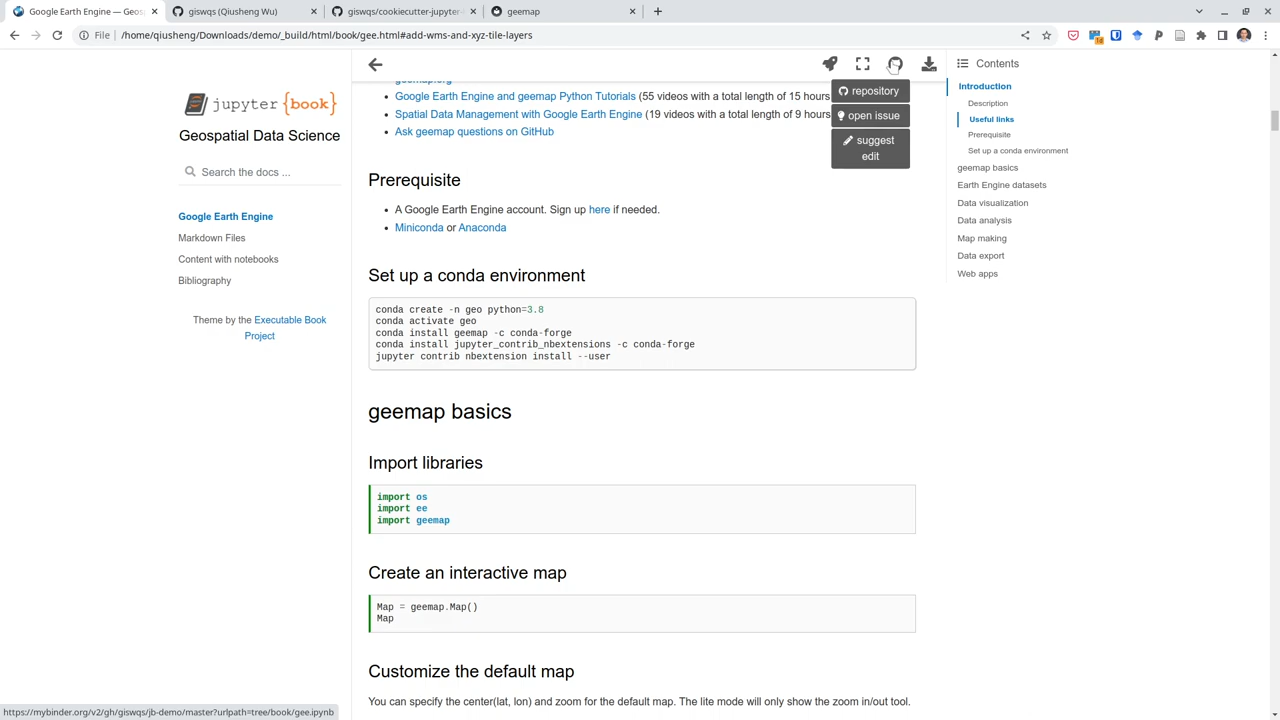 Google Earth Engine — Geosp
giswqs (Qiusheng Wu)
giswqs/cookiecutter-jupyter-
geemap
File
/home/qiusheng/Downloads/demo/_build/html/book/gee.html#add-wms-and-xyz-tile-layers
jupyter {book}
Geospatial Data Science
Search the docs ...
Google Earth Engine
Markdown Files
Content with notebooks
Bibliography
Theme by the Executable Book
Project
geemap.org
Google Earth Engine and geemap Python Tutorials (55 videos with a total length of 15 hours
Spatial Data Management with Google Earth Engine (19 videos with a total length of 9 hours
Ask geemap questions on GitHub
repository
open issue
suggest
edit
Prerequisite
A Google Earth Engine account. Sign up here if needed.
Miniconda or Anaconda
Set up a conda environment
conda create -n geo python=3.8
conda activate geo
conda install geemap -c conda-forge
conda install jupyter_contrib_nbextensions -c conda-forge
jupyter contrib nbextension install --user
geemap basics
Import libraries
import os
import ee
import geemap
Create an interactive map
Map = geemap.Map()
Map
Customize the default map
You can specify the center(lat, lon) and zoom for the default map. The lite mode will only show the zoom in/out tool.
Contents
Introduction
Description
Useful links
Prerequisite
Set up a conda environment
geemap basics
Earth Engine datasets
Data visualization
Data analysis
Map making
Data export
Web apps
https://mybinder.org/v2/gh/giswqs/jb-demo/master?urlpath=tree/book/gee.ipynb